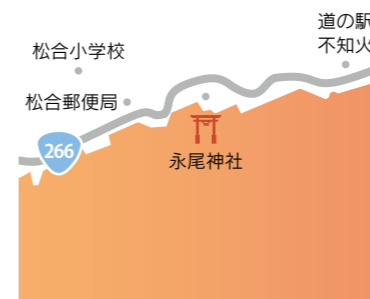 道の駅
不知火
松合小学校
松合郵便局
266
永尾神社